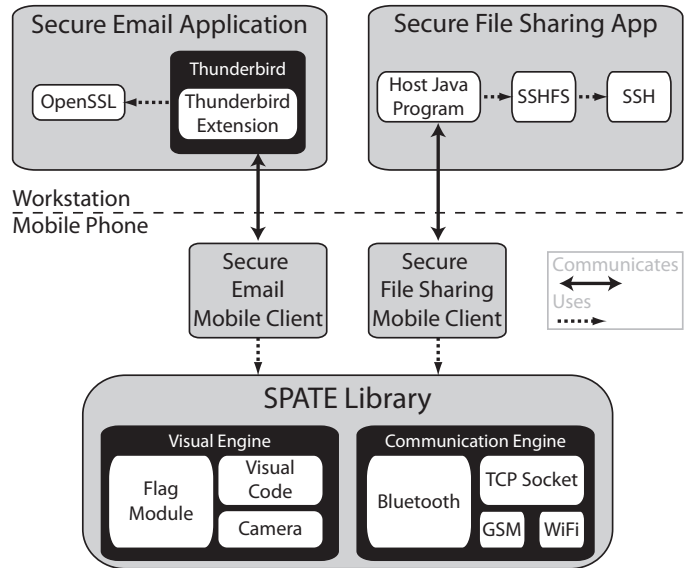 Secure Email Application
Thunderbird
OpenSSL
Thunderbird
Extension
Secure File Sharing App
Host Java
Program
SSHFS
SSH
Workstation
Mobile Phone
Secure
Email
Mobile Client
Secure
File Sharing
Mobile Client
Communicates
Uses
SPATE Library
Visual Engine
Flag
Module
Visual
Code
Camera
Communication Engine
Bluetooth
TCP Socket
GSM
WiFi